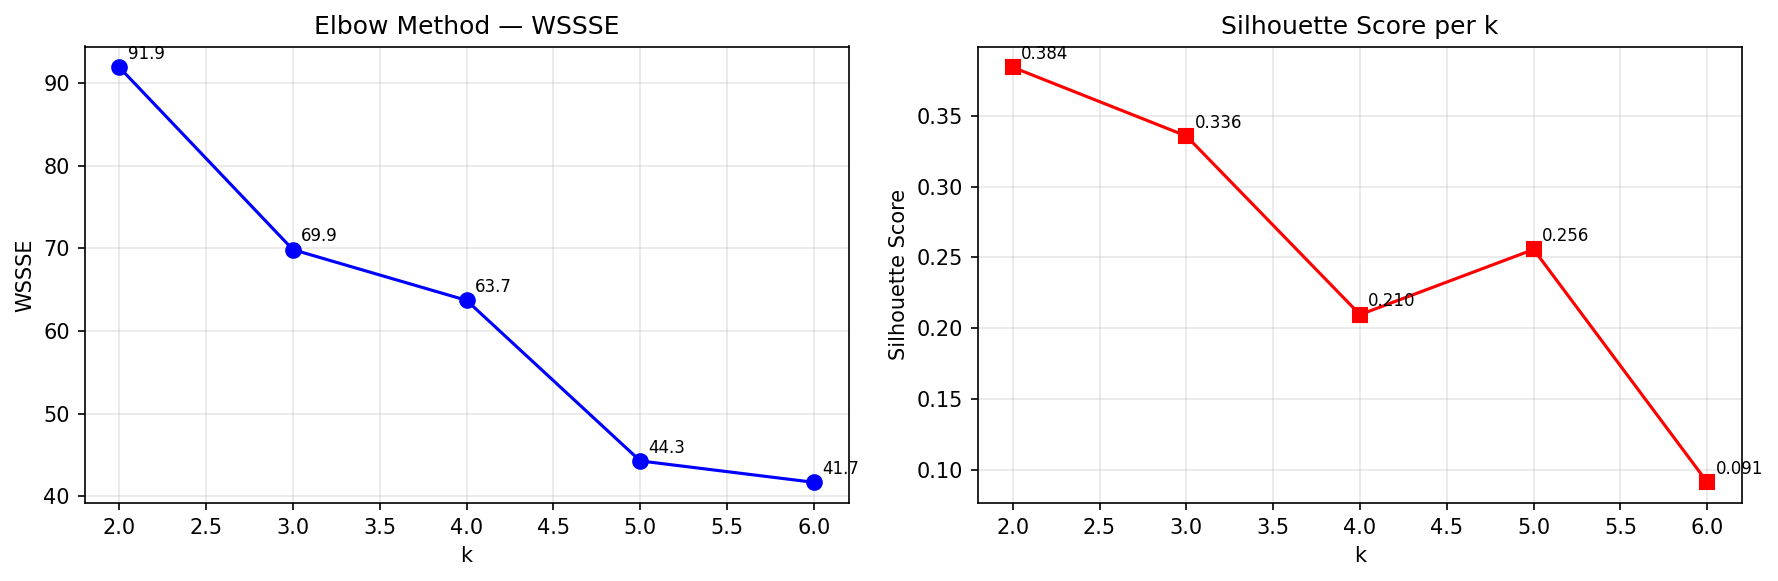 Elbow Method — WSSSE
91.9
69.9
63.7
44.3
41.7
90
80
70
60
50
40
WSSSE
2.0 2.5 3.0 3.5 4.0 4.5 5.0 5.5 6.0
k
Silhouette Score per k
0.384
0.336
0.210
0.256
0.091
0.35
0.30
0.25
0.20
0.15
0.10
Silhouette Score
2.0 2.5 3.0 3.5 4.0 4.5 5.0 5.5 6.0
k